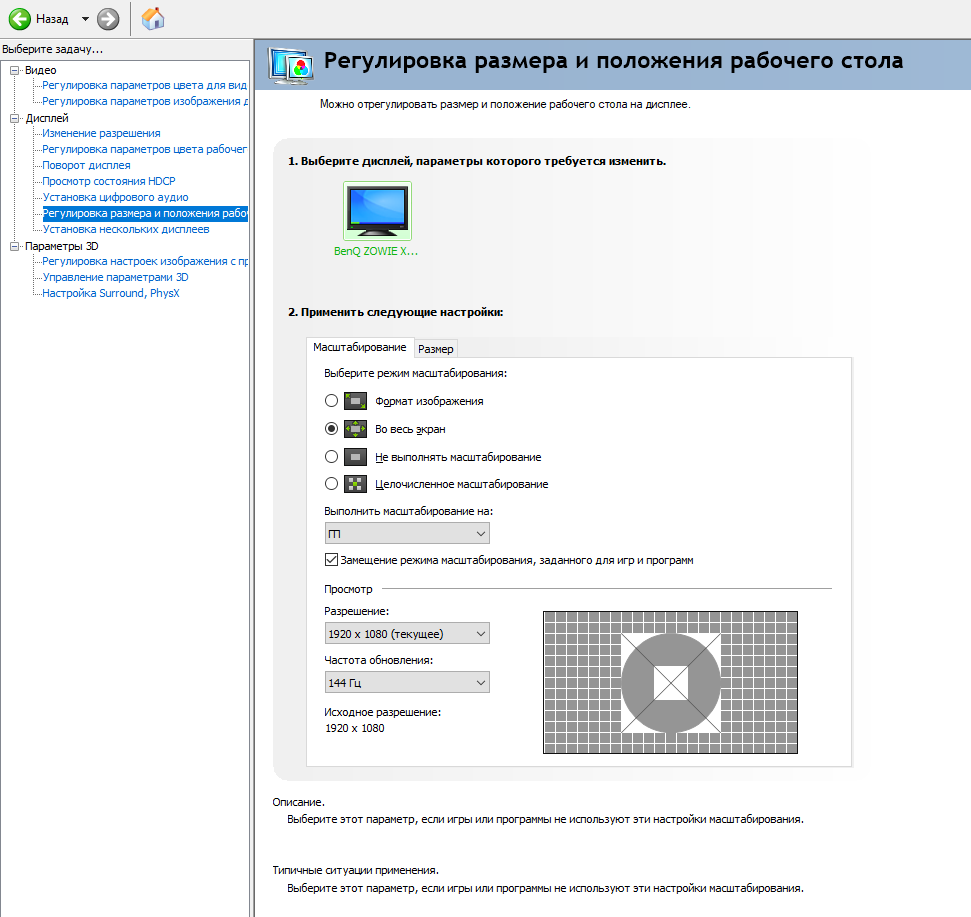 Назад
Выберите задачу...
Видео
Регулировка параметров цвета для вид
Регулировка параметров изображения д
Дисплей
Изменение разрешения
Регулировка параметров цвета рабочег
Поворот дисплея
Просмотр состояния HDCP
Установка цифрового аудио
Регулировка размера и положения рабо
Установка нескольких дисплеев
Параметры 3D
Регулировка настроек изображения с пр
Управление параметрами 3D
Настройка Surround, PhysX
Регулировка размера и положения рабочего стола
Можно отрегулировать размер и положение рабочего стола на дисплее.
1. Выберите дисплей, параметры которого требуется изменить.
BenQ ZOWIE X...
2. Применить следующие настройки:
Масштабирование
Размер
Выберите режим масштабирования:
Формат изображения
Во весь экран
Не выполнять масштабирование
Целочисленное масштабирование
Выполнить масштабирование на:
ГП
Замещение режима масштабирования, заданного для игр и программ
Просмотр
Разрешение:
1920 x 1080 (текущее)
Частота обновления:
144 Гц
Исходное разрешение:
1920 x 1080
Описание.
Выберите этот параметр, если игры или программы не используют эти настройки масштабирования.
Типичные ситуации применения.
Выберите этот параметр, если игры или программы не используют эти настройки масштабирования.